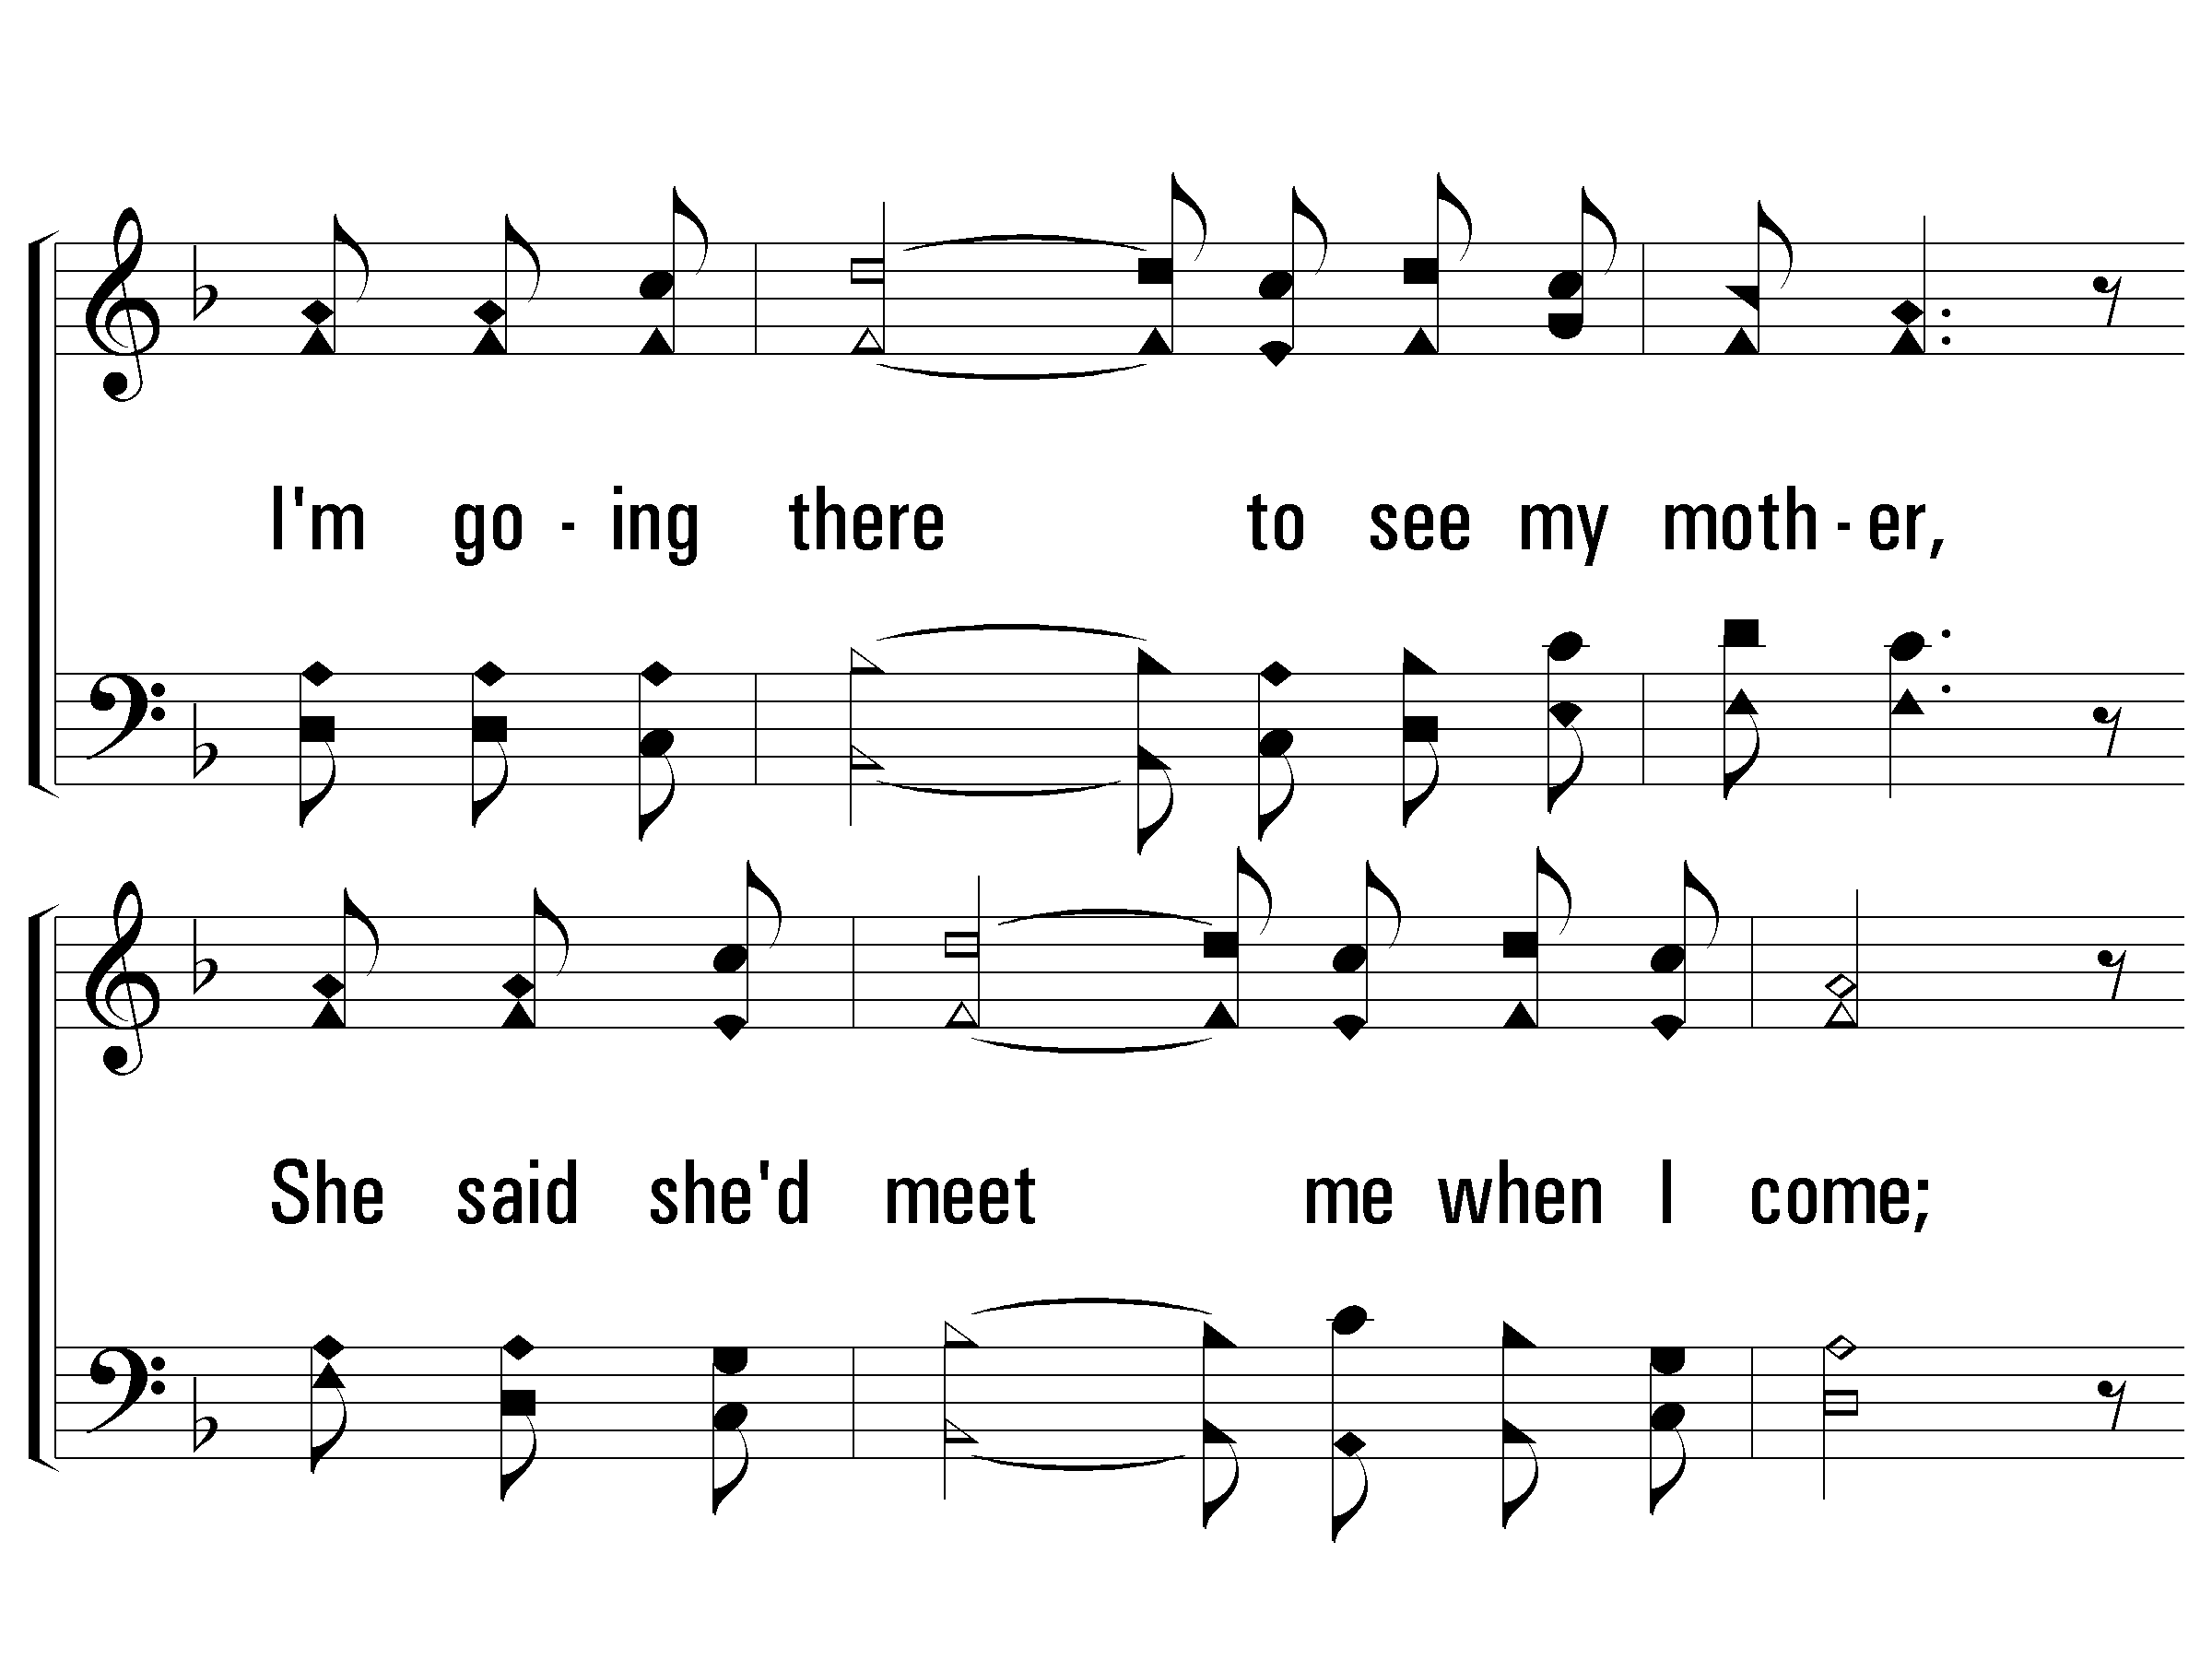 I'm go - ing there to see my moth - er,
She said she'd meet me when I come;